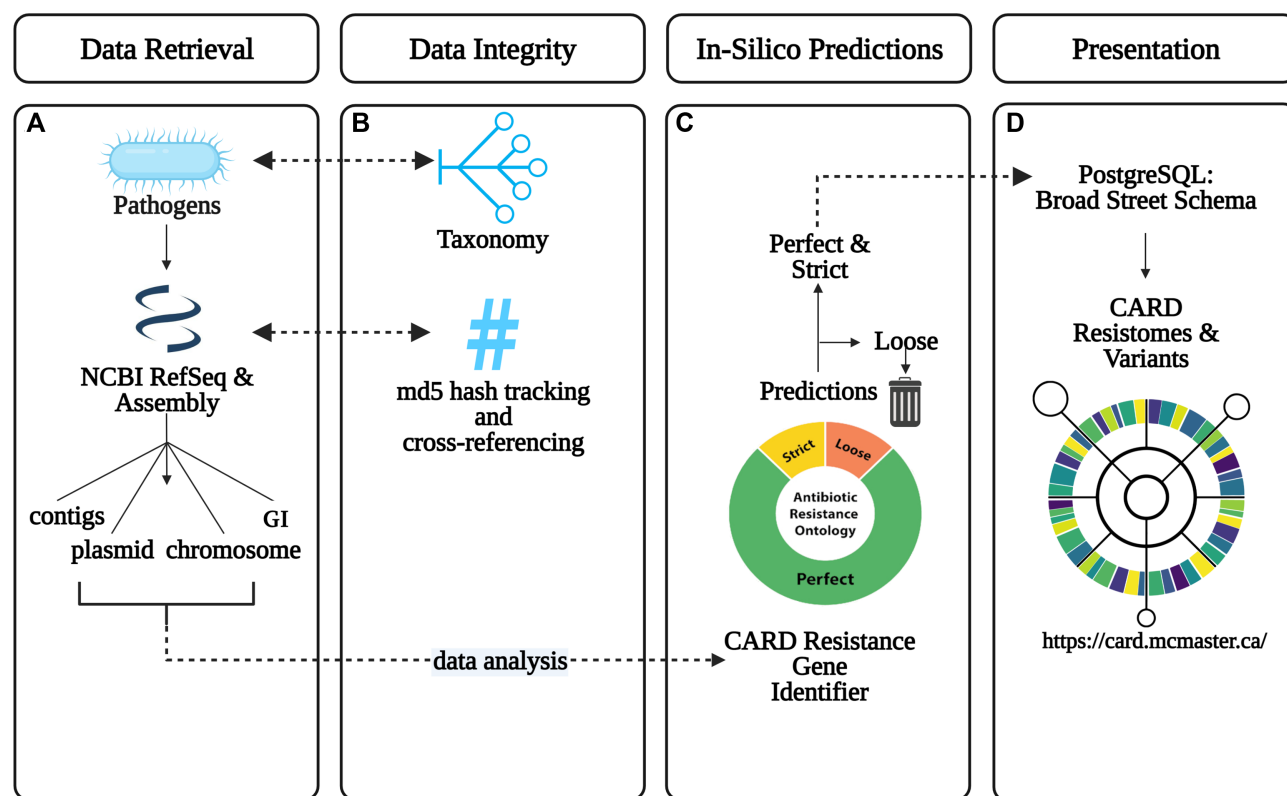 Data Retrieval
Data Integrity
In-Silico Predictions
Presentation
A
Pathogens
NCBI RefSeq &
Assembly
contigs
GI
plasmid
chromosome
B
Taxonomy
#
md5 hash tracking
and
cross-referencing
data analysis
C
Perfect &
Strict
Loose
Predictions
Strict
Loose
Antibiotic
Resistance
Ontology
Perfect
CARD Resistance
Gene
Identifier
D
PostgreSQL:
Broad Street Schema
CARD
Resistomes &
Variants
https://card.mcmaster.ca/